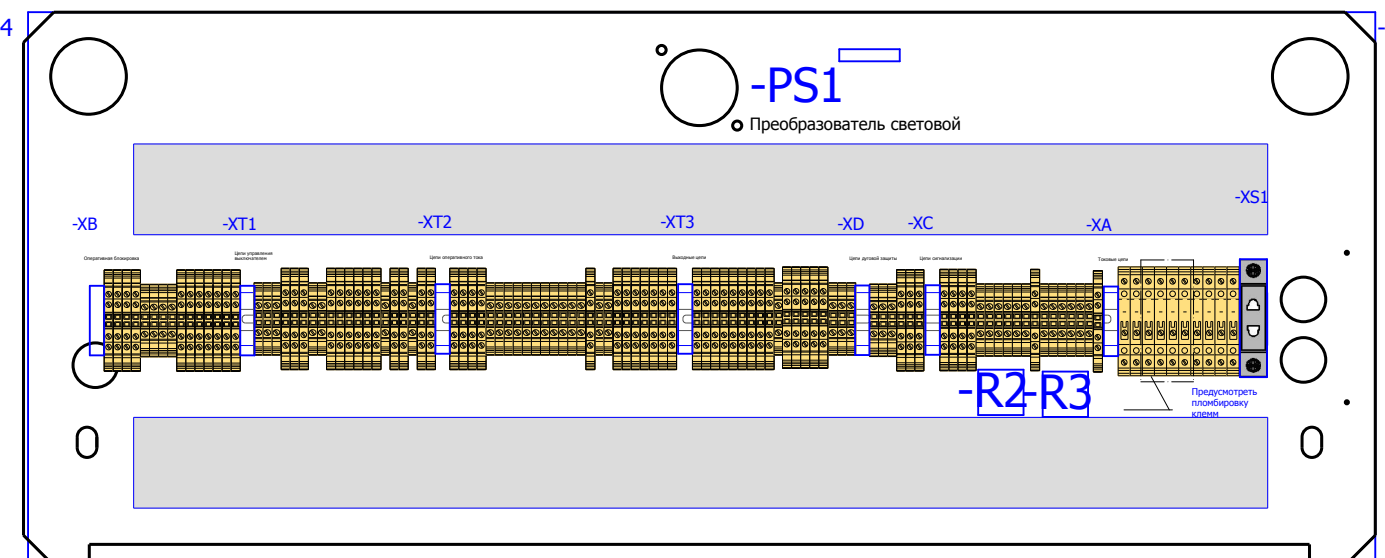 4
-
-PS1
Преобразователь световой
-XS1
-XB
-XT1
-XT2
-XT3
-XD
-XC
-XA
Оперативная блокировка
Цепи управления
выключателем
Цепи оперативного тока
Выходные цепи
Цепи дуговой защиты
Цепи сигнализации
Токовые цепи
-R2
-R3
Предусмотреть
пломбировку
клемм